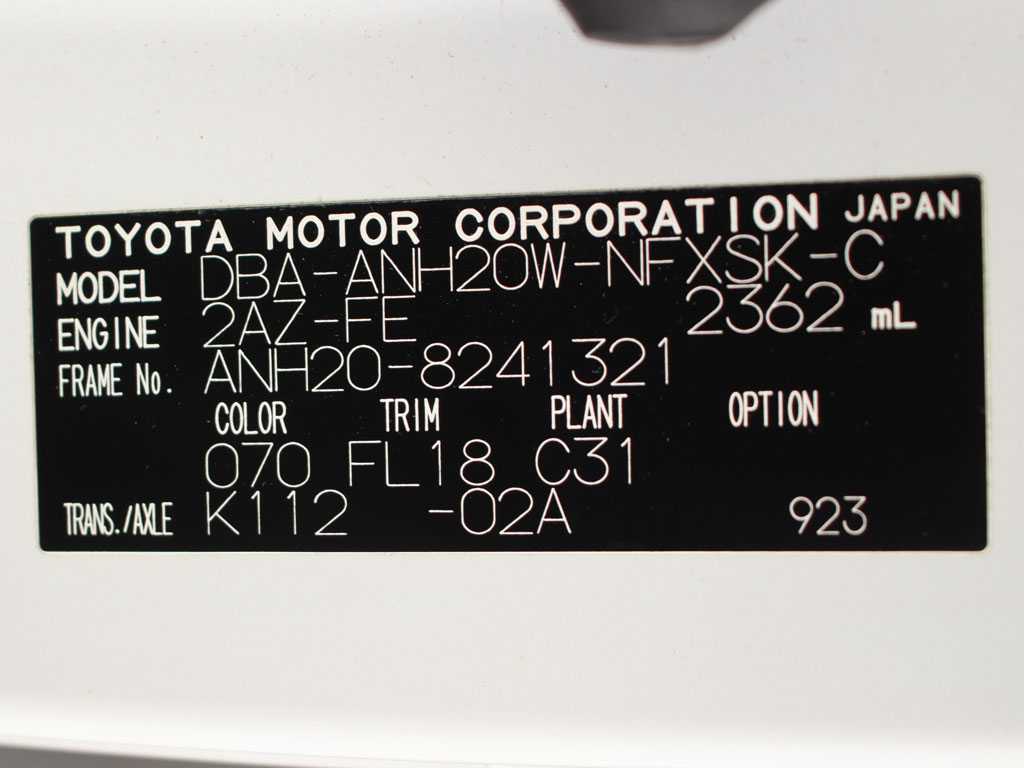 TOYOTA MOTOR CORPORATION JAPAN
MODEL DBA-ANH20W-NFXSK-C
ENGINE 2AZ-FE 2362 mL
FRAME No. ANH20-8241321
COLOR TRIM PLANT OPTION
070 FL18 C31
TRANS./AXLE K112 -02A 923